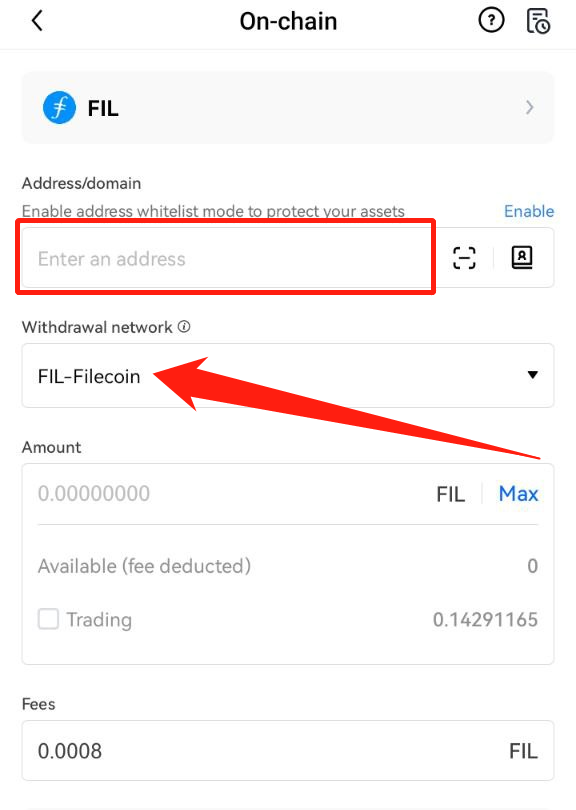 On-chain
FIL
Address/domain
Enable address whitelist mode to protect your assets Enable
Enter an address
Withdrawal network
FIL-Filecoin
Amount
0.00000000 FIL Max
Available (fee deducted) 0
Trading 0.14291165
Fees
0.0008 FIL